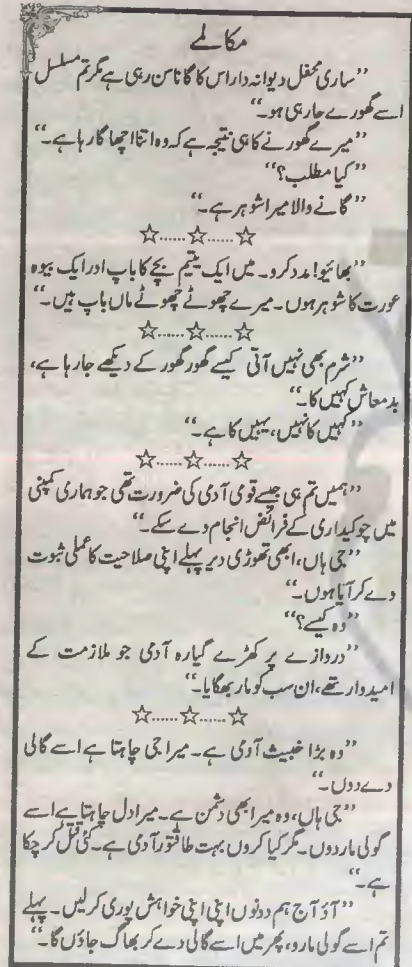 مکالمے
’’ساری محفل دیوانہ وار اس کا گانا سن رہی ہے مگر تم مسلسل
اسے گھورے جا رہی ہو۔‘‘
’’میرے گھورنے کا ہی نتیجہ ہے کہ وہ اتنا اچھا گا رہا ہے۔‘‘
’’کیا مطلب؟‘‘
’’گانے والا میرا شوہر ہے۔‘‘
☆......☆......☆
’’بھائیو! مدد کرو۔ میں ایک یتیم بچے کا باپ اور ایک بیوہ
عورت کا شوہر ہوں۔ میرے چھوٹے چھوٹے ماں باپ ہیں۔‘‘
☆......☆......☆
’’شرم بھی نہیں آتی کیسے گھور گھور کے دیکھے جا رہا ہے،
بدمعاش کہیں کا۔‘‘
’’کہیں کا نہیں، یہیں کا ہے۔‘‘
☆......☆......☆
’’ہمیں تم ہی جیسے قومی آدمی کی ضرورت تھی جو ہماری کمپنی
میں چوکیداری کے فرائض انجام دے سکے۔‘‘
’’جی ہاں، ابھی تھوڑی دیر پہلے اپنی صلاحیت کا عملی ثبوت
دے کر آیا ہوں۔‘‘
’’وہ کیسے؟‘‘
’’دروازے پر کھڑے گیارہ آدمی جو ملازمت کے
امیدوار تھے، ان سب کو مار بھگایا۔‘‘
☆......☆......☆
’’وہ بڑا خبیث آدمی ہے۔ میرا جی چاہتا ہے اسے گالی
دے دوں۔‘‘
’’جی ہاں، وہ میرا بھی دشمن ہے۔ میرا دل چاہتا ہے اسے
گولی مار دوں۔ مگر کیا کروں بہت طاقتور آدمی ہے۔ کئی قتل کر چکا
ہے۔‘‘
’’آؤ آج ہم دونوں اپنی اپنی خواہش پوری کر لیں۔ پہلے
تم اسے گولی مارو، پھر میں اسے گالی دے کر بھاگ جاؤں گا۔‘‘